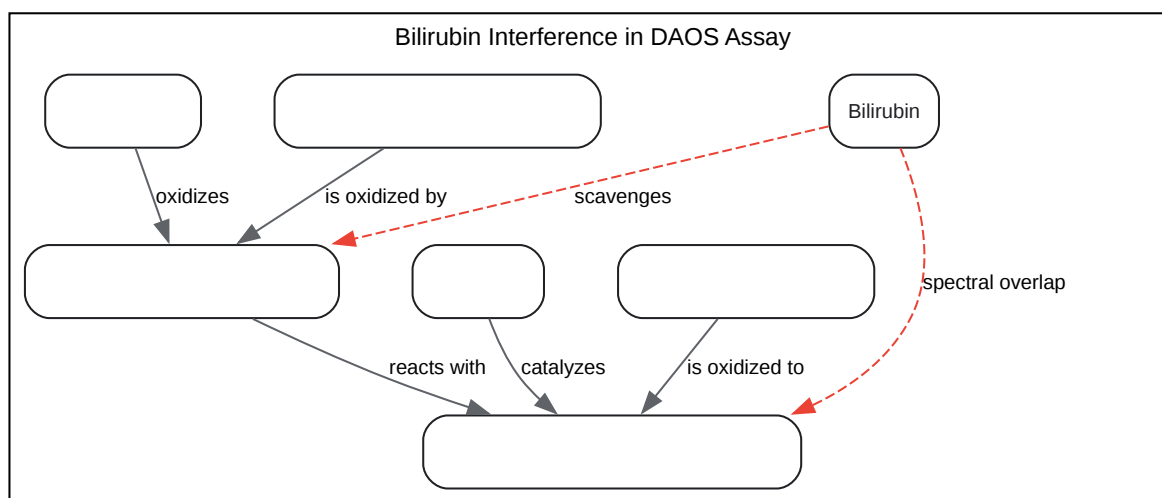 Bilirubin Interference in DAOS Assay
Bilirubin
oxidizes
is oxidized by
scavenges
spectral overlap
reacts with
catalyzes
is oxidized to